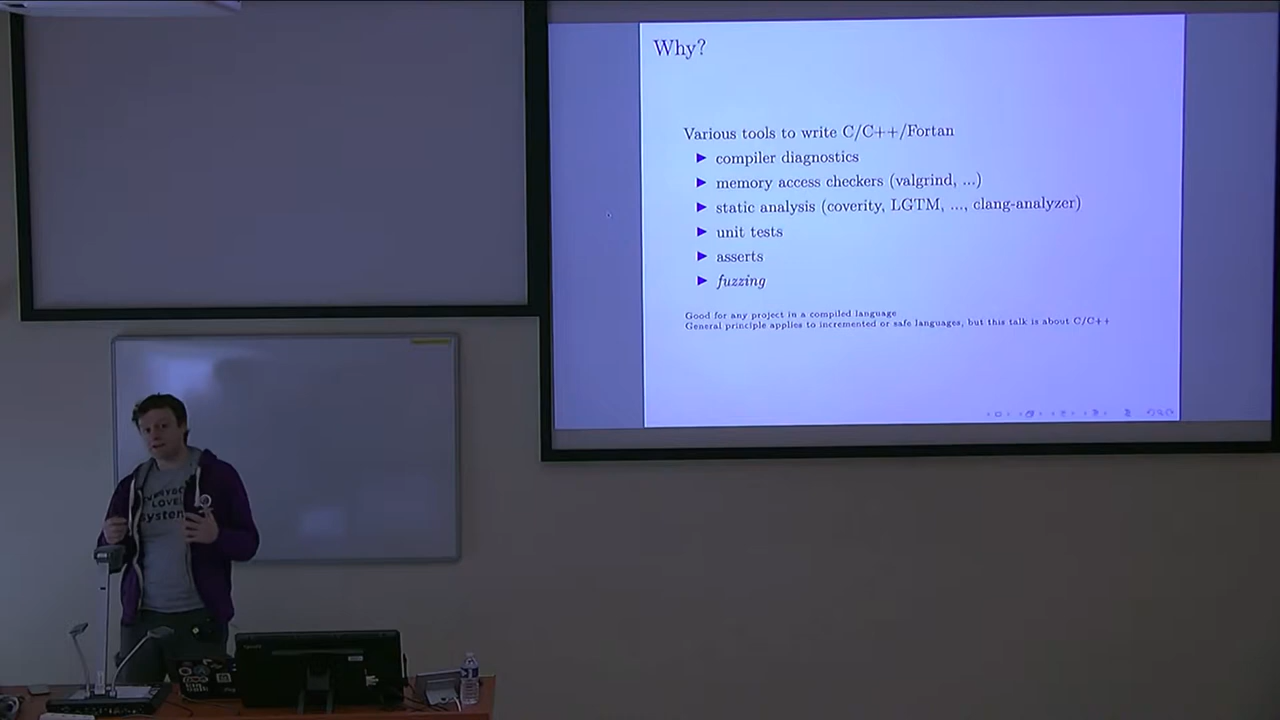 Why?
Various tools to write C/C++/Fortan
compiler diagnostics
memory access checkers (valgrind, ...)
static analysis (coverity, LGTM, ..., clang-analyzer)
unit tests
asserts
fuzzing
Good for any project in a compiled language
General principle applies to incremented or safe languages, but this talk is about C/C++
LOVE
system